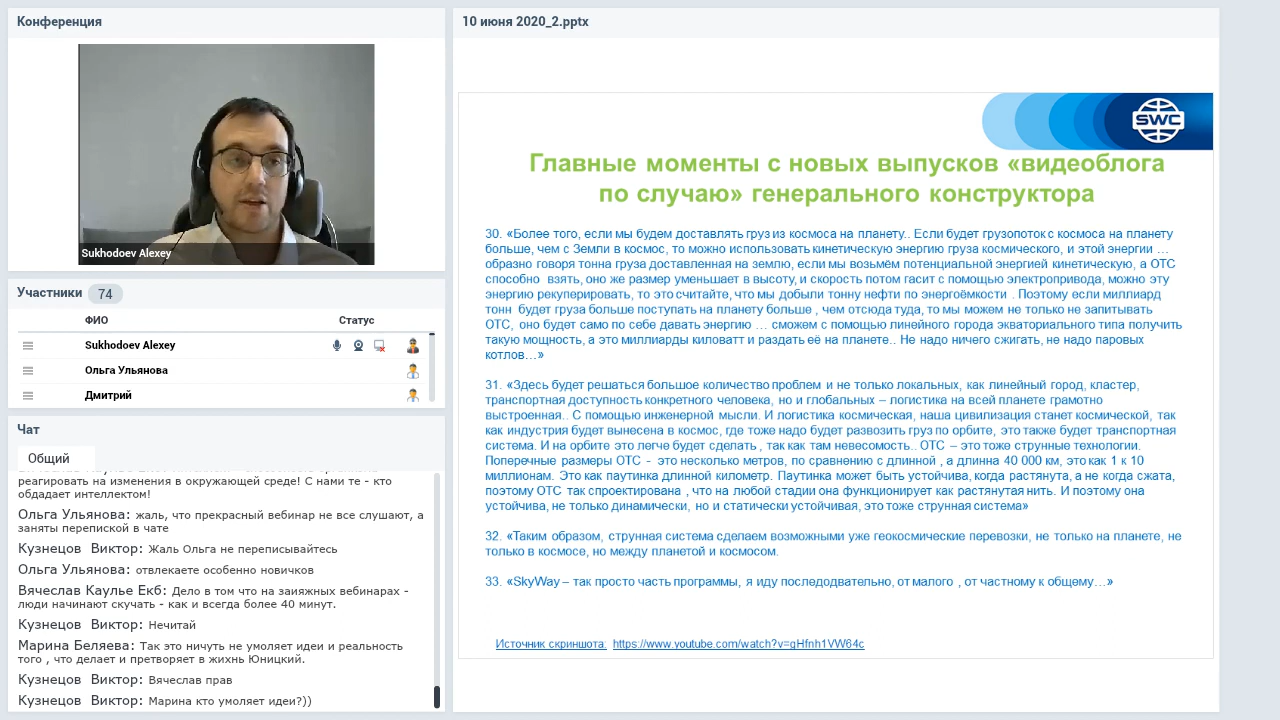 Конференция
Sukhodoev Alexey
Участники 74
ФИО Статус
Sukhodoev Alexey
Ольга Ульянова
Дмитрий
Чат
Общий
реагировать на изменения в окружающей среде! С нами те - кто
обдадает интеллектом!
Ольга Ульянова: жаль, что прекрасный вебинар не все слушают, а
заняты перепиской в чате
Кузнецов Виктор: Жаль Ольга не переписывайтесь
Ольга Ульянова: отвлекаете особенно новичков
Вячеслав Каулье Екб: Дело в том что на заияжных вебинарах -
люди начинают скучать - как и всегда более 40 минут.
Кузнецов Виктор: Нечитай
Марина Беляева: Так это ничуть не умоляет идеи и реальность
того , что делает и претворяет в жихнь Юницкий.
Кузнецов Виктор: Вячеслав прав
Кузнецов Виктор: Марина кто умоляет идеи?))
10 июня 2020_2.pptx
SWC
Главные моменты с новых выпусков «видеоблога
по случаю» генерального конструктора
30. «Более того, если мы будем доставлять груз из космоса на планету.. Если будет грузопоток с космоса на планету
больше, чем с Земли в космос, то можно использовать кинетическую энергию груза космического, и этой энергии …
образно говоря тонна груза доставленная на землю, если мы возьмём потенциальной энергией кинетическую, а ОТС
способно взять, оно же размер уменьшает в высоту, и скорость потом гасит с помощью электропривода, можно эту
энергию рекуперировать, то это считайте, что мы добыли тонну нефти по энергоёмкости . Поэтому если миллиард
тонн будет груза больше поступать на планету больше , чем отсюда туда, то мы можем не только не запитывать
ОТС, оно будет само по себе давать энергию … сможем с помощью линейного города экваториального типа получить
такую мощность, а это миллиарды киловатт и раздать её на планете.. Не надо ничего сжигать, не надо паровых
котлов…»
31. «Здесь будет решаться большое количество проблем и не только локальных, как линейный город, кластер,
транспортная доступность конкретного человека, но и глобальных – логистика на всей планете грамотно
выстроенная.. С помощью инженерной мысли. И логистика космическая, наша цивилизация станет космической, так
как индустрия будет вынесена в космос, где тоже надо будет развозить груз по орбите, это также будет транспортная
система. И на орбите это легче будет сделать , так как там невесомость.. ОТС – это тоже струнные технологии.
Поперечные размеры ОТС - это несколько метров, по сравнению с длинной , а длинна 40 000 км, это как 1 к 10
миллионам. Это как паутинка длинной километр. Паутинка может быть устойчива, когда растянута, а не когда сжата,
поэтому ОТС так спроектирована , что на любой стадии она функционирует как растянутая нить. И поэтому она
устойчива, не только динамически, но и статически устойчивая, это тоже струнная система»
32. «Таким образом, струнная система сделаем возможными уже геокосмические перевозки, не только на планете, не
только в космосе, но между планетой и космосом.
33. «SkyWay – так просто часть программы, я иду последодвательно, от малого , от частному к общему…»
Источник скриншота: https://www.youtube.com/watch?v=gHfnh1VW64c